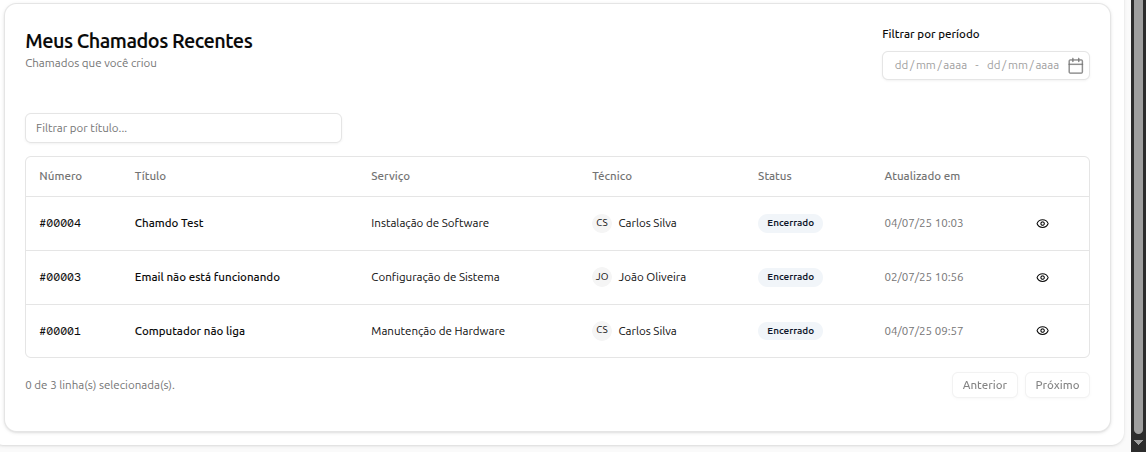 Meus Chamados Recentes
Chamados que você criou
Filtrar por período
dd/mm/aaaa - dd/mm/aaaa
Filtrar por título...
Número Título Serviço Técnico Status Atualizado em
#00004 Chamdo Test Instalação de Software CS Carlos Silva Encerrado 04/07/25 10:03
#00003 Email não está funcionando Configuração de Sistema JO João Oliveira Encerrado 02/07/25 10:56
#00001 Computador não liga Manutenção de Hardware CS Carlos Silva Encerrado 04/07/25 09:57
0 de 3 linha(s) selecionada(s).
Anterior Próximo